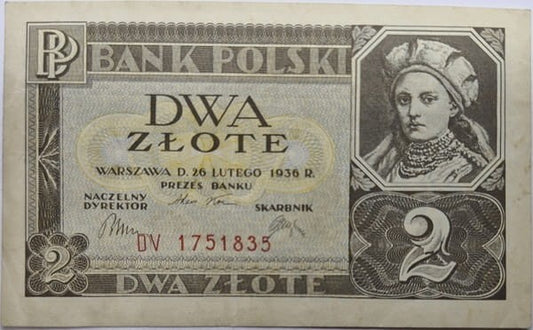 BP BANK POLSKI
DWA
ZŁOTE
WARSZAWA D. 26 LUTEGO 1936 R.
PREZES BANKU
NACZELNY
DYREKTOR
SKARBNIK
DV 1751835
2
2
DWA ZŁOTE